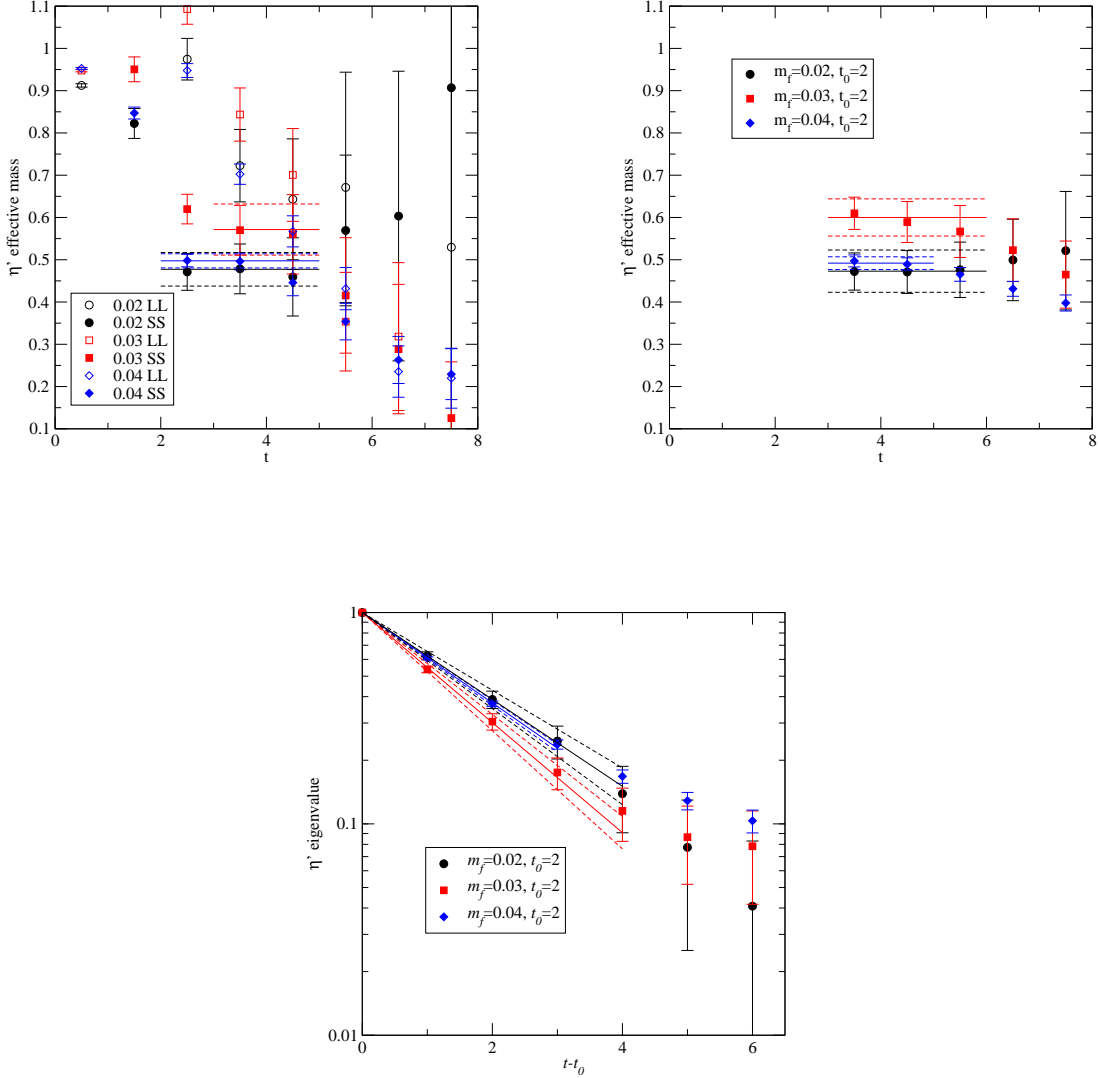 1.1
1
0.9
0.8
0.7
0.6
0.5
0.4
0.3
0.2
0.1
η’ effective mass
0.02 LL
0.02 SS
0.03 LL
0.03 SS
0.04 LL
0.04 SS
0 2 4 6 8
t
1.1
1
0.9
0.8
0.7
0.6
0.5
0.4
0.3
0.2
0.1
η’ effective mass
m_f=0.02, t_0=2
m_f=0.03, t_0=2
m_f=0.04, t_0=2
0 2 4 6 8
t
1
0.1
0.01
η’ eigenvalue
m_f=0.02, t_0=2
m_f=0.03, t_0=2
m_f=0.04, t_0=2
0 2 4 6
t-t_0